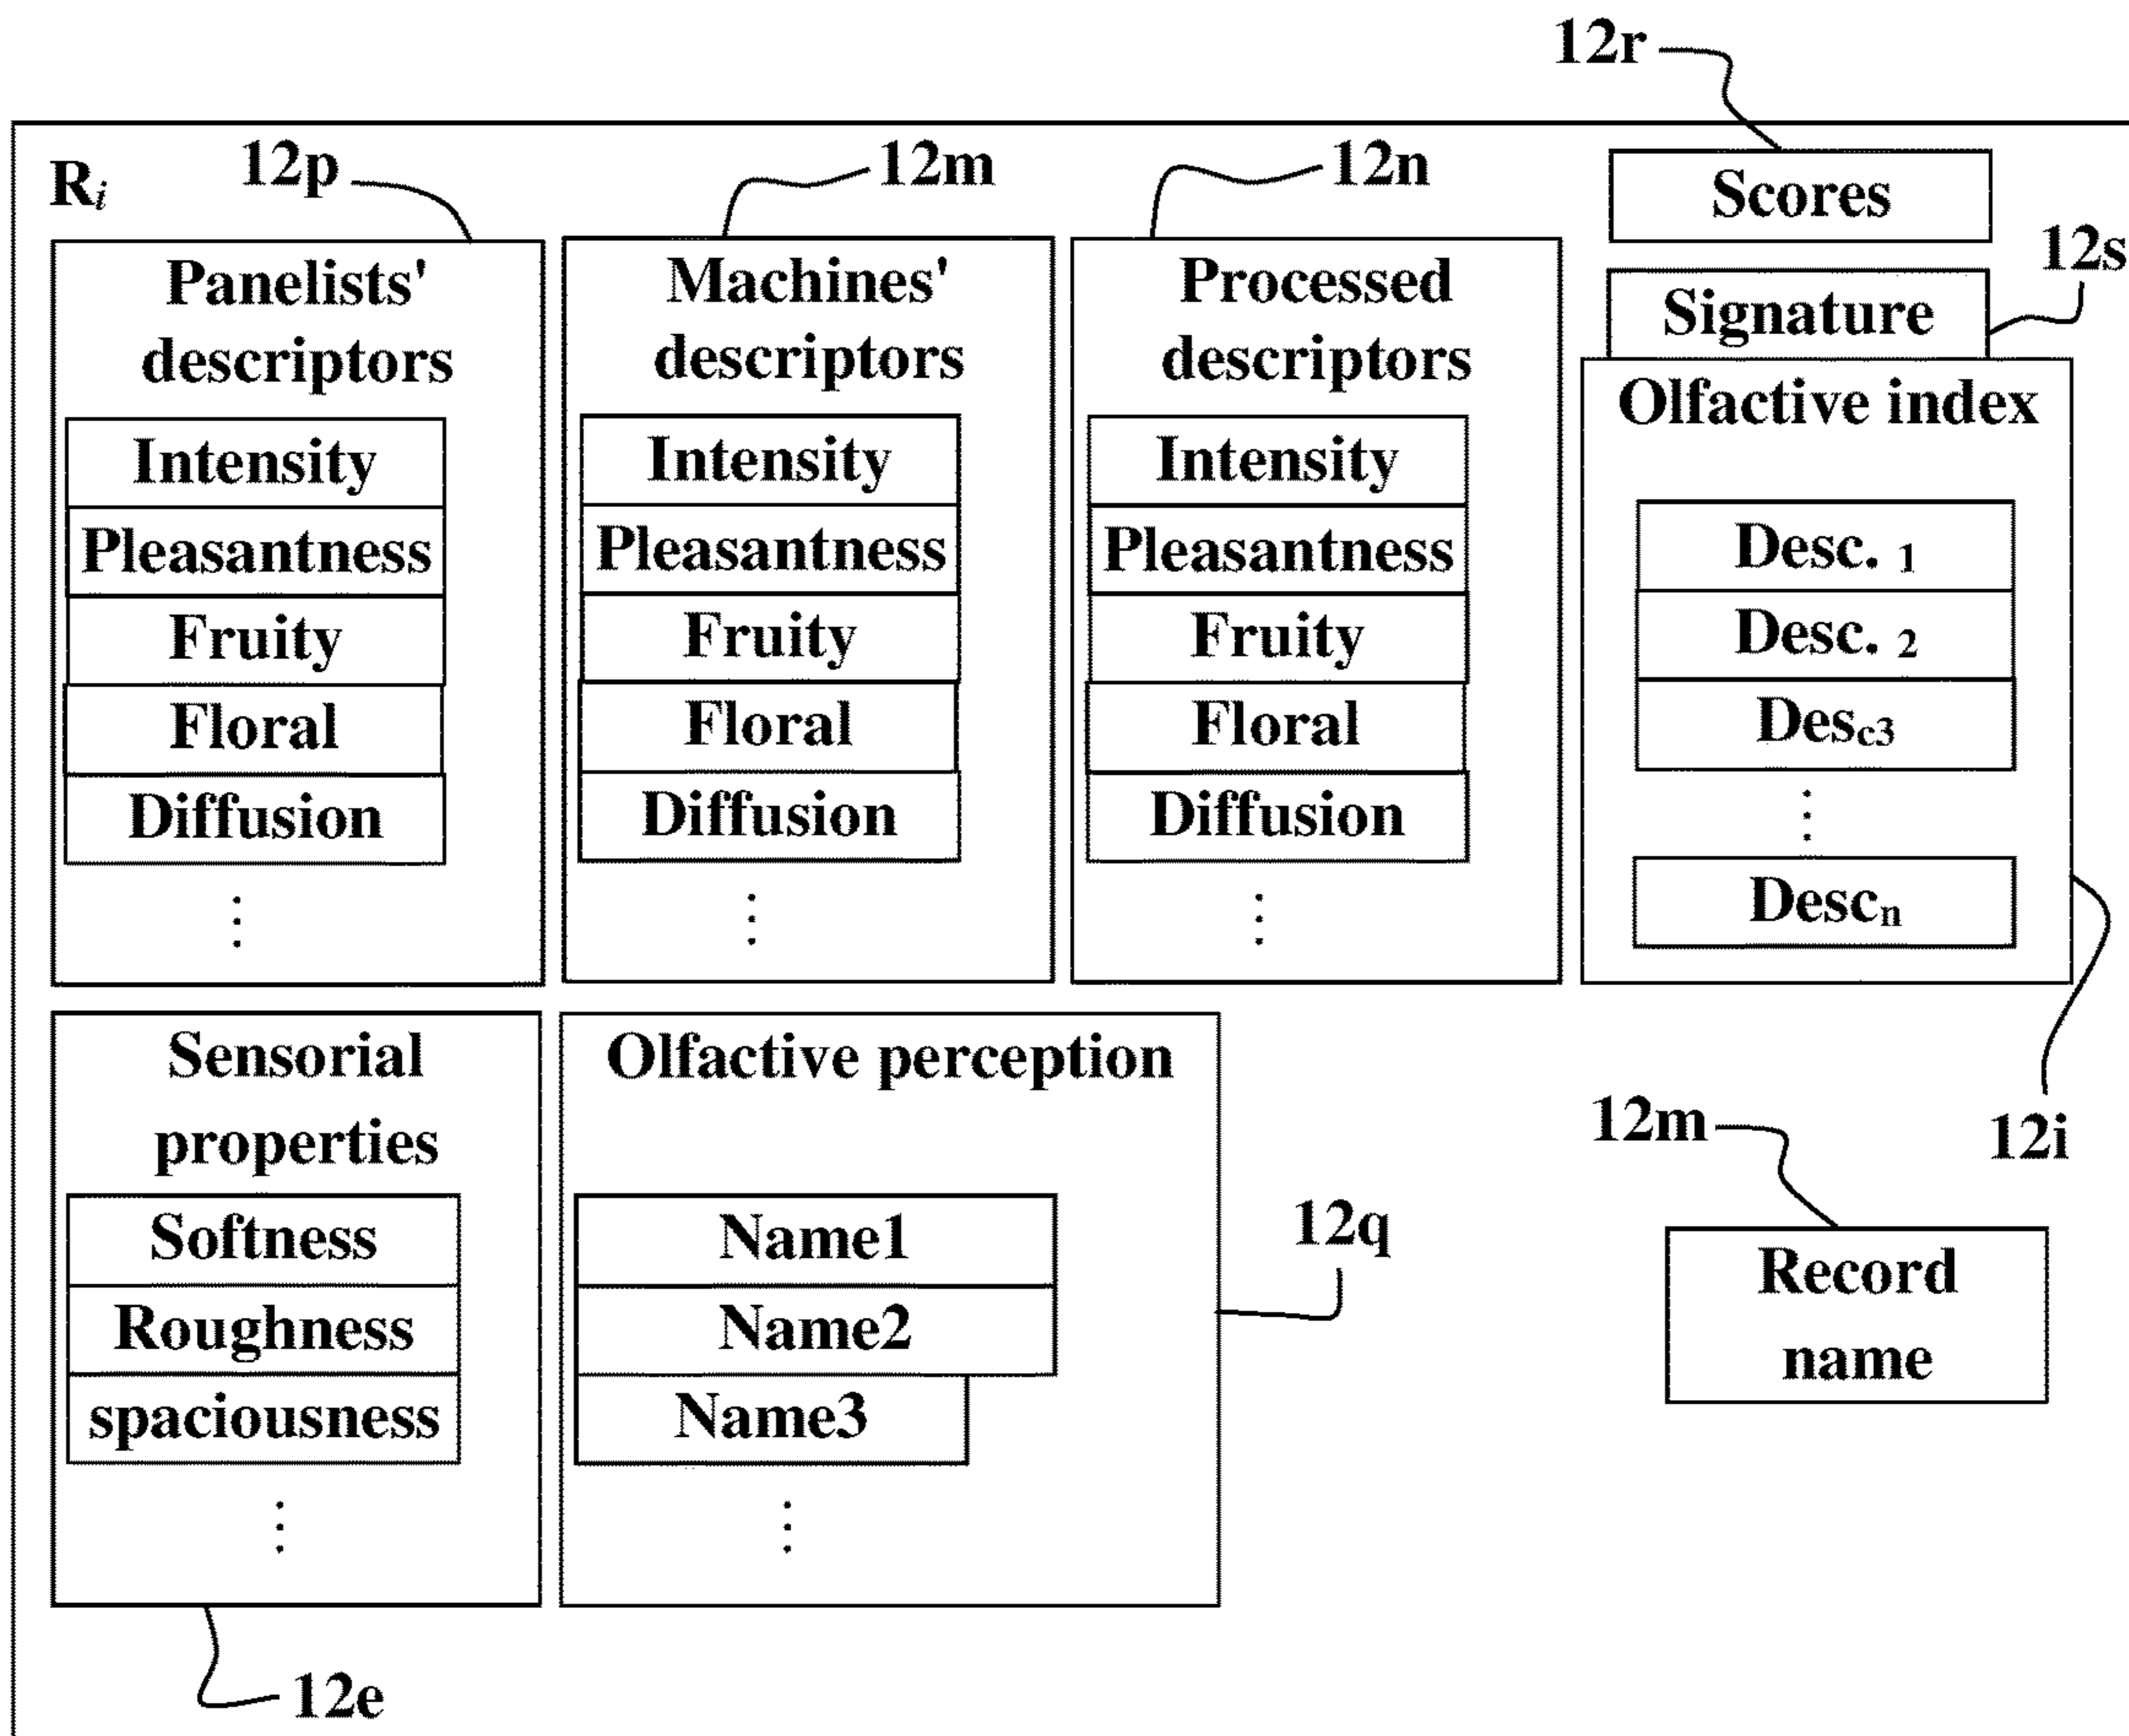 12r
R_i
12p
12m
12n
Scores
12s
Signature
Panelists'
descriptors
Intensity
Pleasantness
Fruity
Floral
Diffusion
⋮
Machines'
descriptors
Intensity
Pleasantness
Fruity
Floral
Diffusion
⋮
Processed
descriptors
Intensity
Pleasantness
Fruity
Floral
Diffusion
⋮
Olfactive index
Desc. 1
Desc. 2
Desc3
⋮
Descn
12i
Sensorial
properties
Softness
Roughness
spaciousness
⋮
12e
Olfactive perception
Name1
Name2
Name3
⋮
12q
12m
Record
name